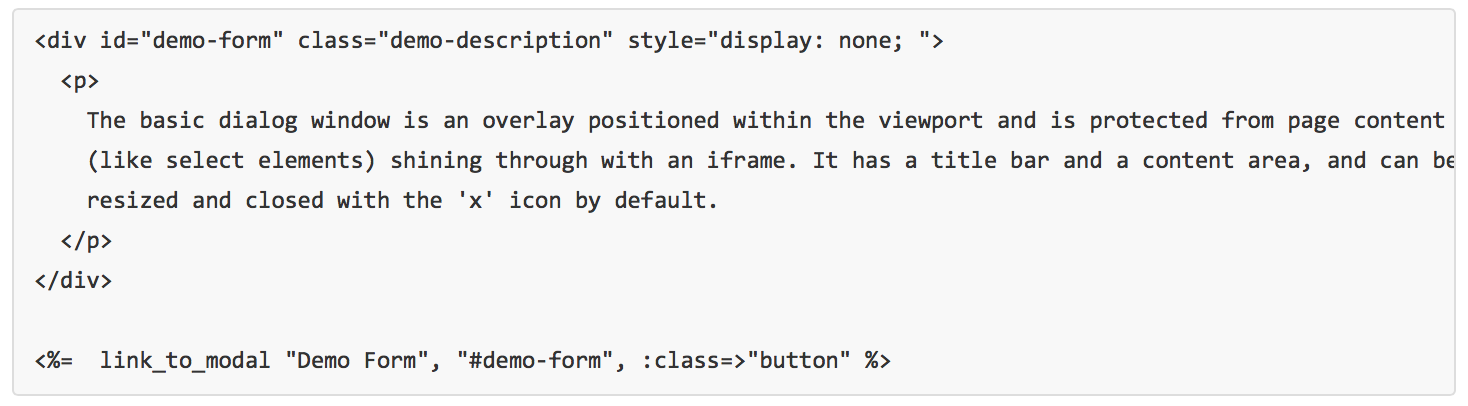 <div id="demo-form" class="demo-description" style="display: none; ">
  <p>
    The basic dialog window is an overlay positioned within the viewport and is protected from page content
    (like select elements) shining through with an iframe. It has a title bar and a content area, and can be
    resized and closed with the 'x' icon by default.
  </p>
</div>

<%=  link_to_modal "Demo Form", "#demo-form", :class=>"button" %>